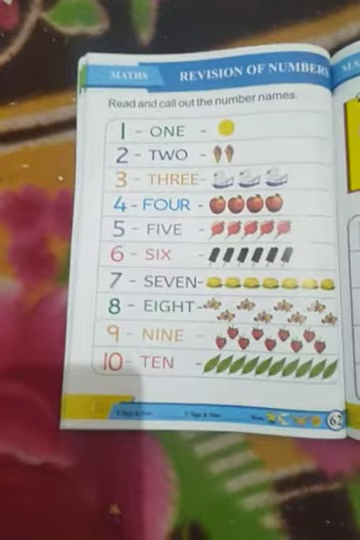 MATHS
REVISION OF NUMBERS
Read and call out the number names.
1 - ONE -
2 - TWO -
3 - THREE-
4 - FOUR -
5 - FIVE -
6 - SIX -
7 - SEVEN-
8 - EIGHT-
9 - NINE -
10 - TEN -
62